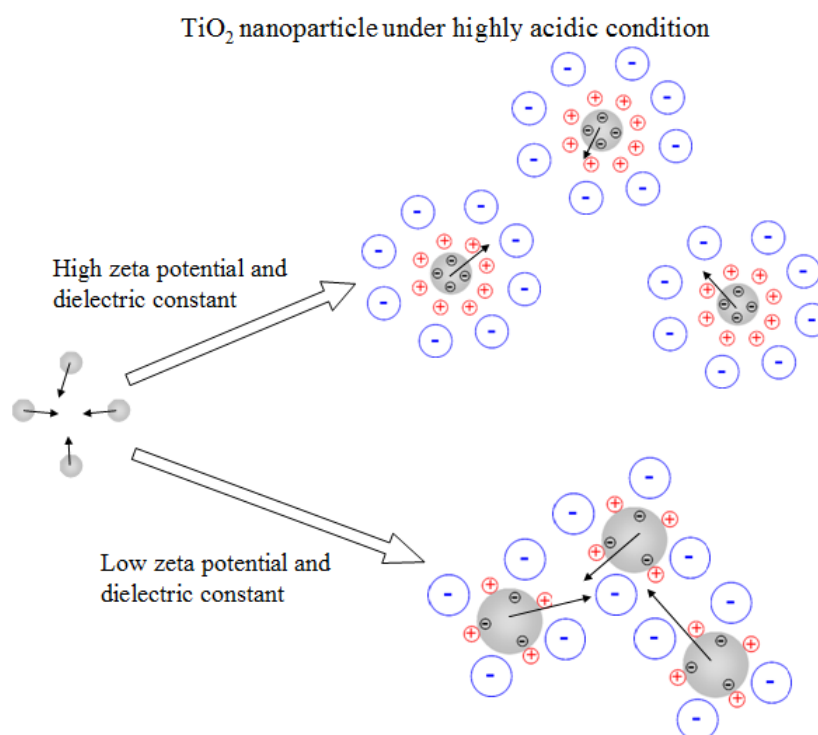 TiO₂ nanoparticle under highly acidic condition
High zeta potential and
dielectric constant
Low zeta potential and
dielectric constant